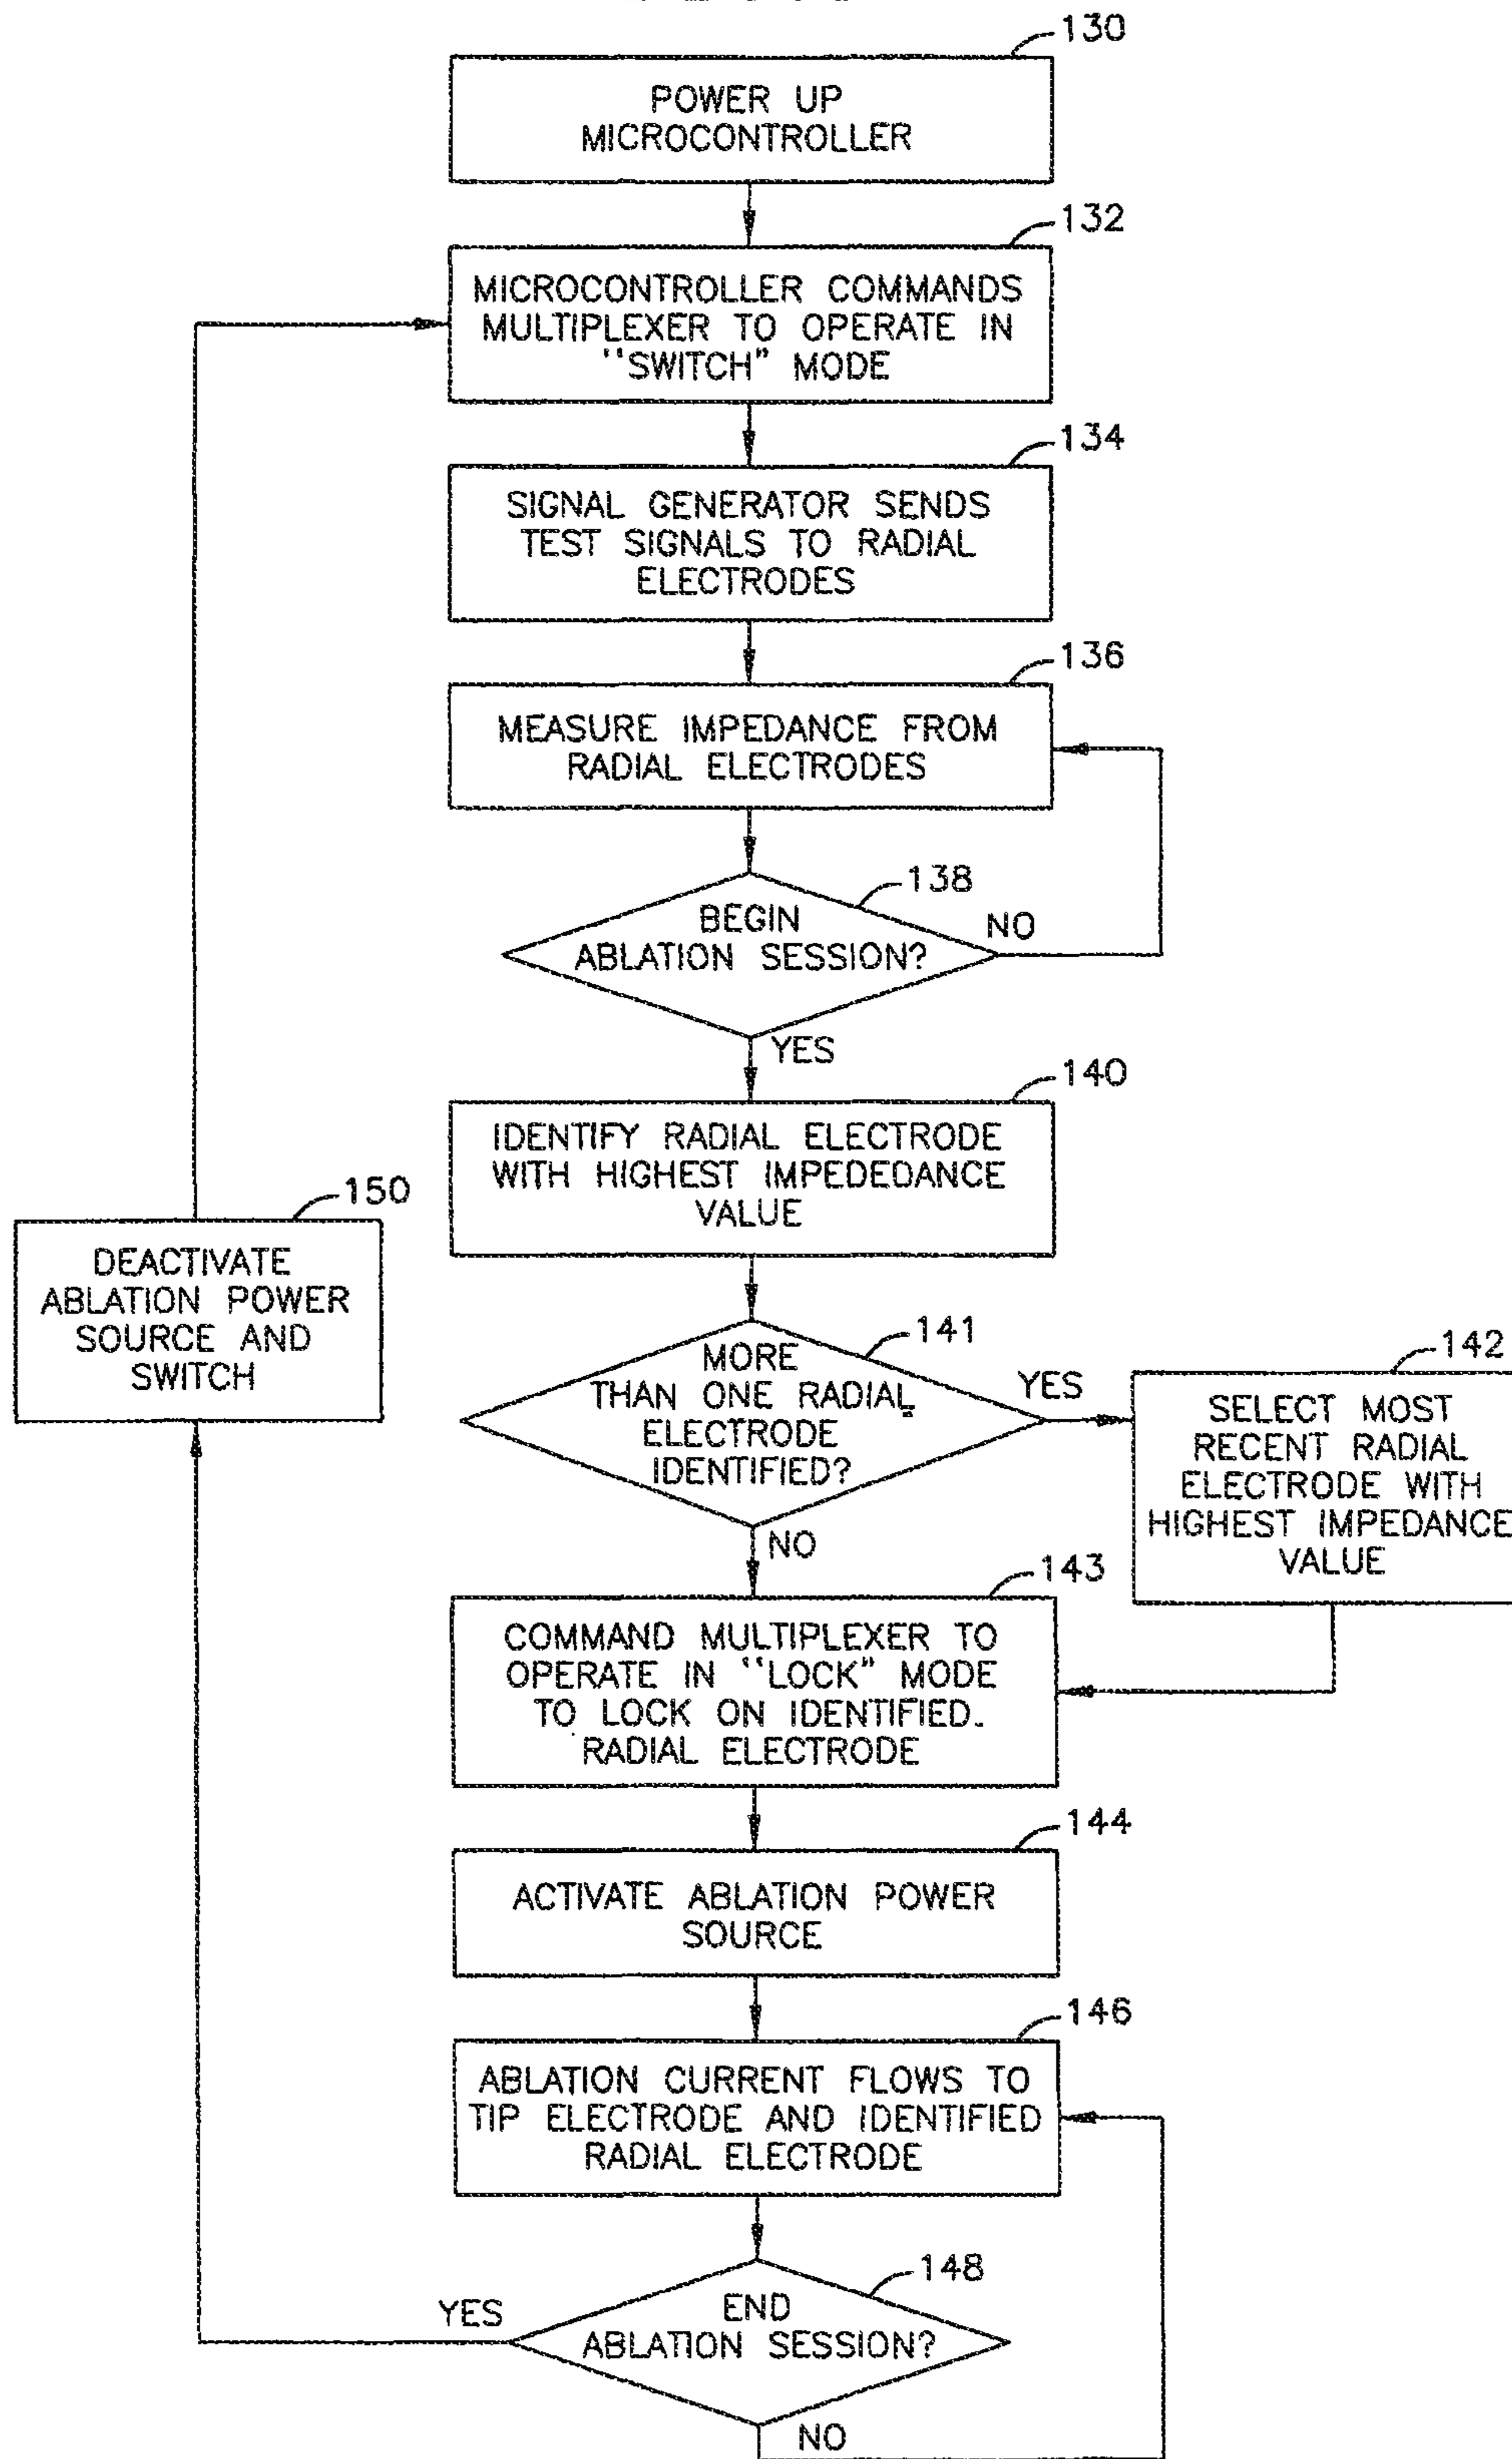 130
POWER UP
MICROCONTROLLER
132
MICROCONTROLLER COMMANDS
MULTIPLEXER TO OPERATE IN
"SWITCH" MODE
134
SIGNAL GENERATOR SENDS
TEST SIGNALS TO RADIAL
ELECTRODES
136
MEASURE IMPEDANCE FROM
RADIAL ELECTRODES
138
BEGIN
ABLATION SESSION?
NO
YES
140
IDENTIFY RADIAL ELECTRODE
WITH HIGHEST IMPEDEDANCE
VALUE
150
DEACTIVATE
ABLATION POWER
SOURCE AND
SWITCH
141
MORE
THAN ONE RADIAL
ELECTRODE
IDENTIFIED?
YES
NO
142
SELECT MOST
RECENT RADIAL
ELECTRODE WITH
HIGHEST IMPEDANCE
VALUE
143
COMMAND MULTIPLEXER TO
OPERATE IN "LOCK" MODE
TO LOCK ON IDENTIFIED
RADIAL ELECTRODE
144
ACTIVATE ABLATION POWER
SOURCE
146
ABLATION CURRENT FLOWS TO
TIP ELECTRODE AND IDENTIFIED
RADIAL ELECTRODE
148
END
ABLATION SESSION?
YES
NO